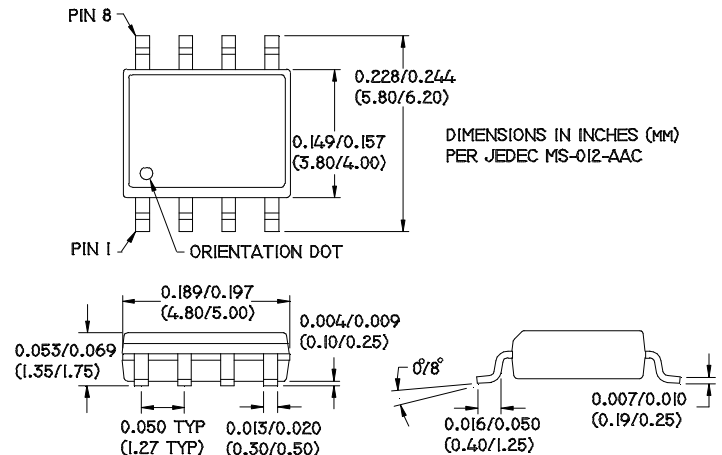 PIN 8
0.228/0.244
(5.80/6.20)
DIMENSIONS IN INCHES (MM)
PER JEDEC MS-012-AAC
0.149/0.157
(3.80/4.00)
PIN 1
ORIENTATION DOT
0.189/0.197
(4.80/5.00)
0.004/0.009
(0.10/0.25)
0.053/0.069
(1.35/1.75)
0°/8°
0.007/0.010
(0.19/0.25)
0.050 TYP
(1.27 TYP)
0.013/0.020
(0.30/0.50)
0.016/0.050
(0.40/1.25)